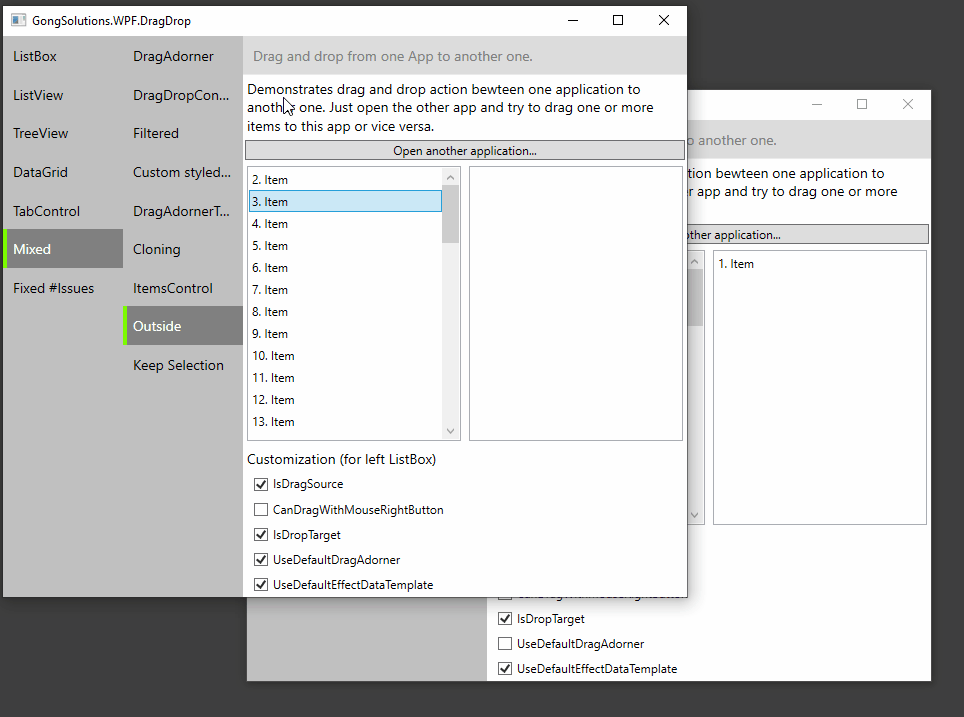 GongSolutions.WPF.DragDrop
ListBox
ListView
TreeView
DataGrid
TabControl
Mixed
Fixed #Issues
DragAdorner
DragDropCon...
Filtered
Custom styled...
DragAdornerT...
Cloning
ItemsControl
Outside
Keep Selection
Drag and drop from one App to another one.
Demonstrates drag and drop action bewteen one application to
another one. Just open the other app and try to drag one or more
items to this app or vice versa.
Open another application...
2. Item
3. Item
4. Item
5. Item
6. Item
7. Item
8. Item
9. Item
10. Item
11. Item
12. Item
13. Item
Customization (for left ListBox)
IsDragSource
CanDragWithMouseRightButton
IsDropTarget
UseDefaultDragAdorner
UseDefaultEffectDataTemplate
o another one.
tion bewteen one application to
r app and try to drag one or more
other application...
1. Item
IsDropTarget
UseDefaultDragAdorner
UseDefaultEffectDataTemplate